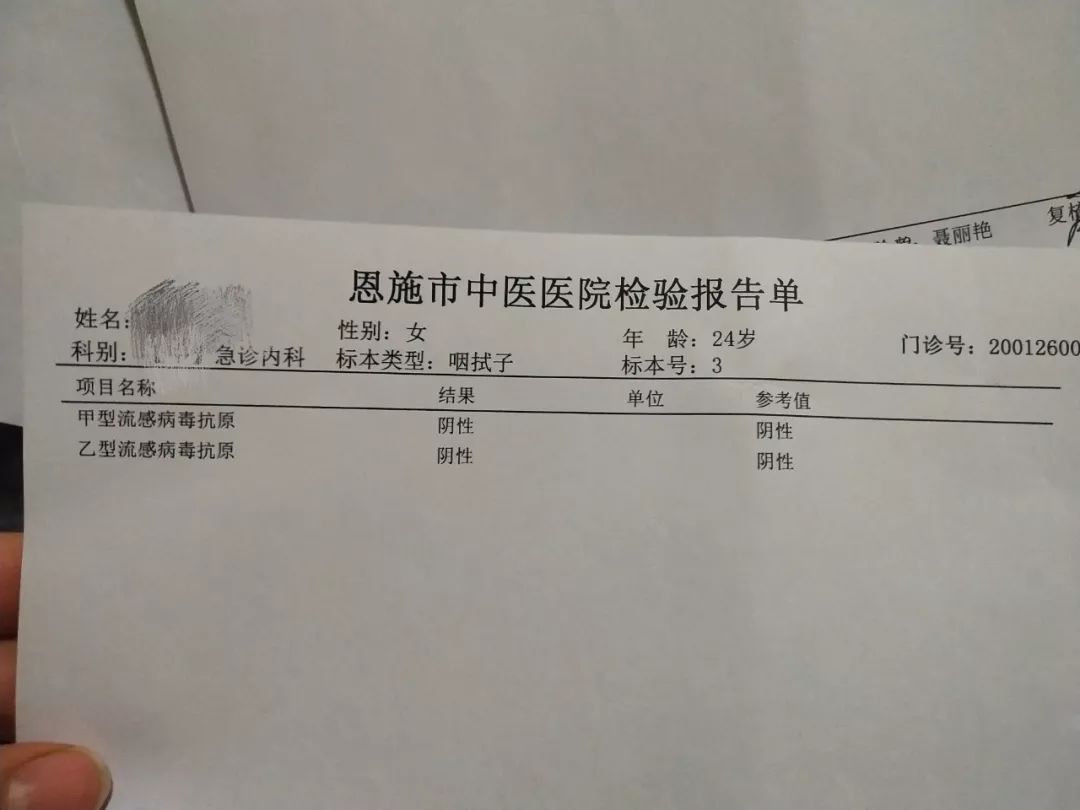 聂丽艳 复核
恩施市中医医院检验报告单
姓名: 性别: 女 年 龄: 24岁 门诊号: 20012600
科别: 急诊内科 标本类型: 咽拭子 标本号: 3
项目名称 结果 单位 参考值
甲型流感病毒抗原 阴性 阴性
乙型流感病毒抗原 阴性 阴性